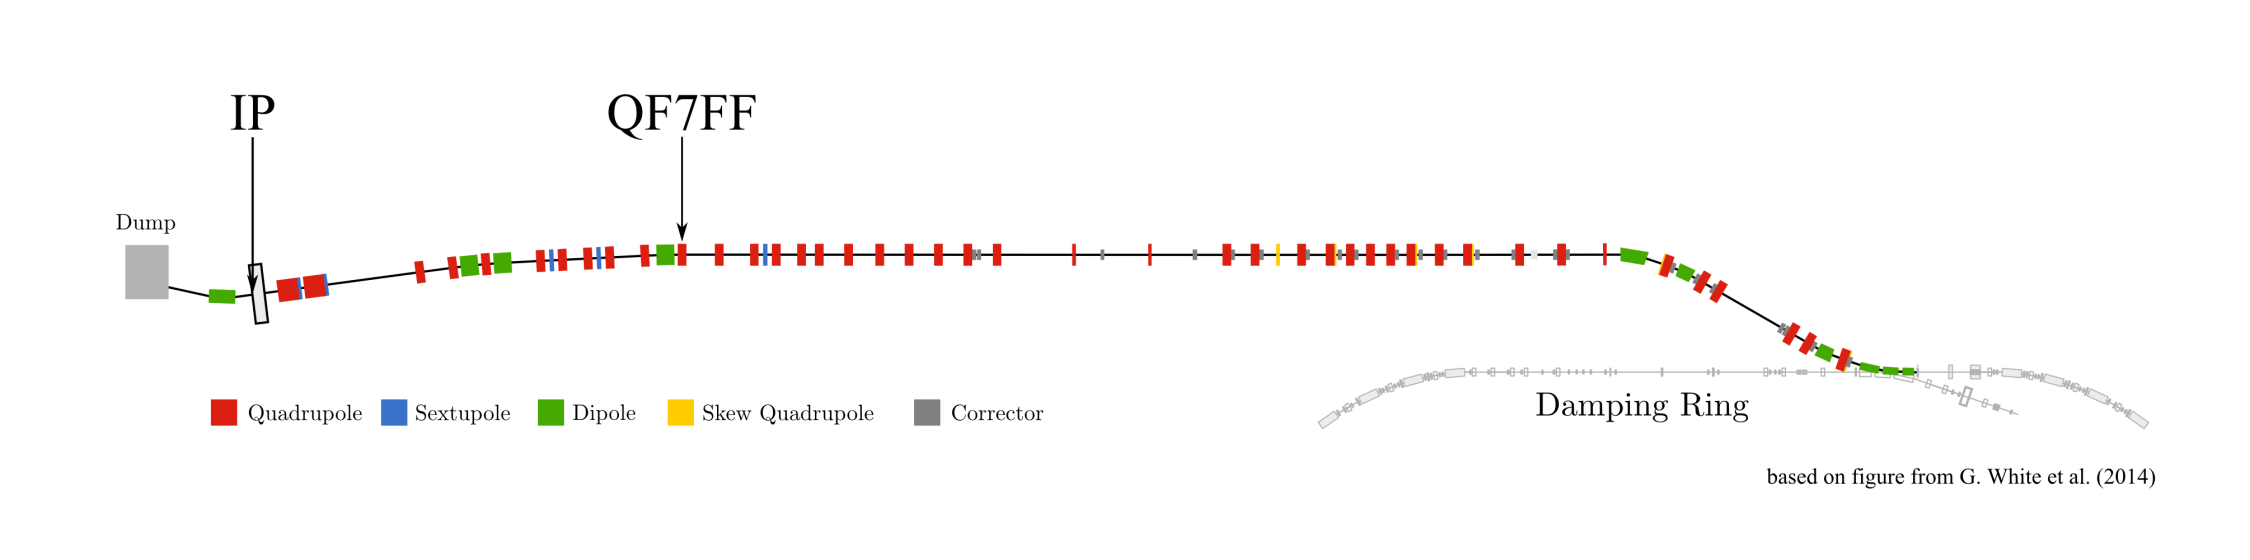 IP
QF7FF
Dump
Quadrupole Sextupole Dipole Skew Quadrupole Corrector
Damping Ring
based on figure from G. White et al. (2014)